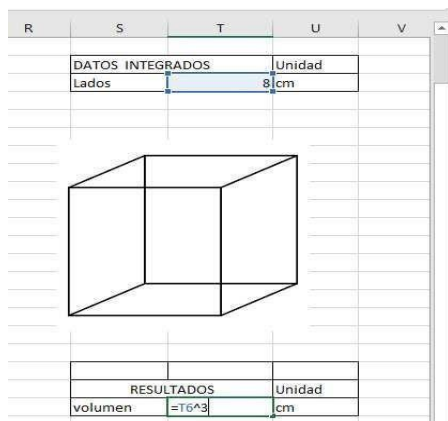 R S T U V
DATOS INTEGRADOS Unidad
Lados 8 cm
RESULTADOS Unidad
volumen =T6^3 cm